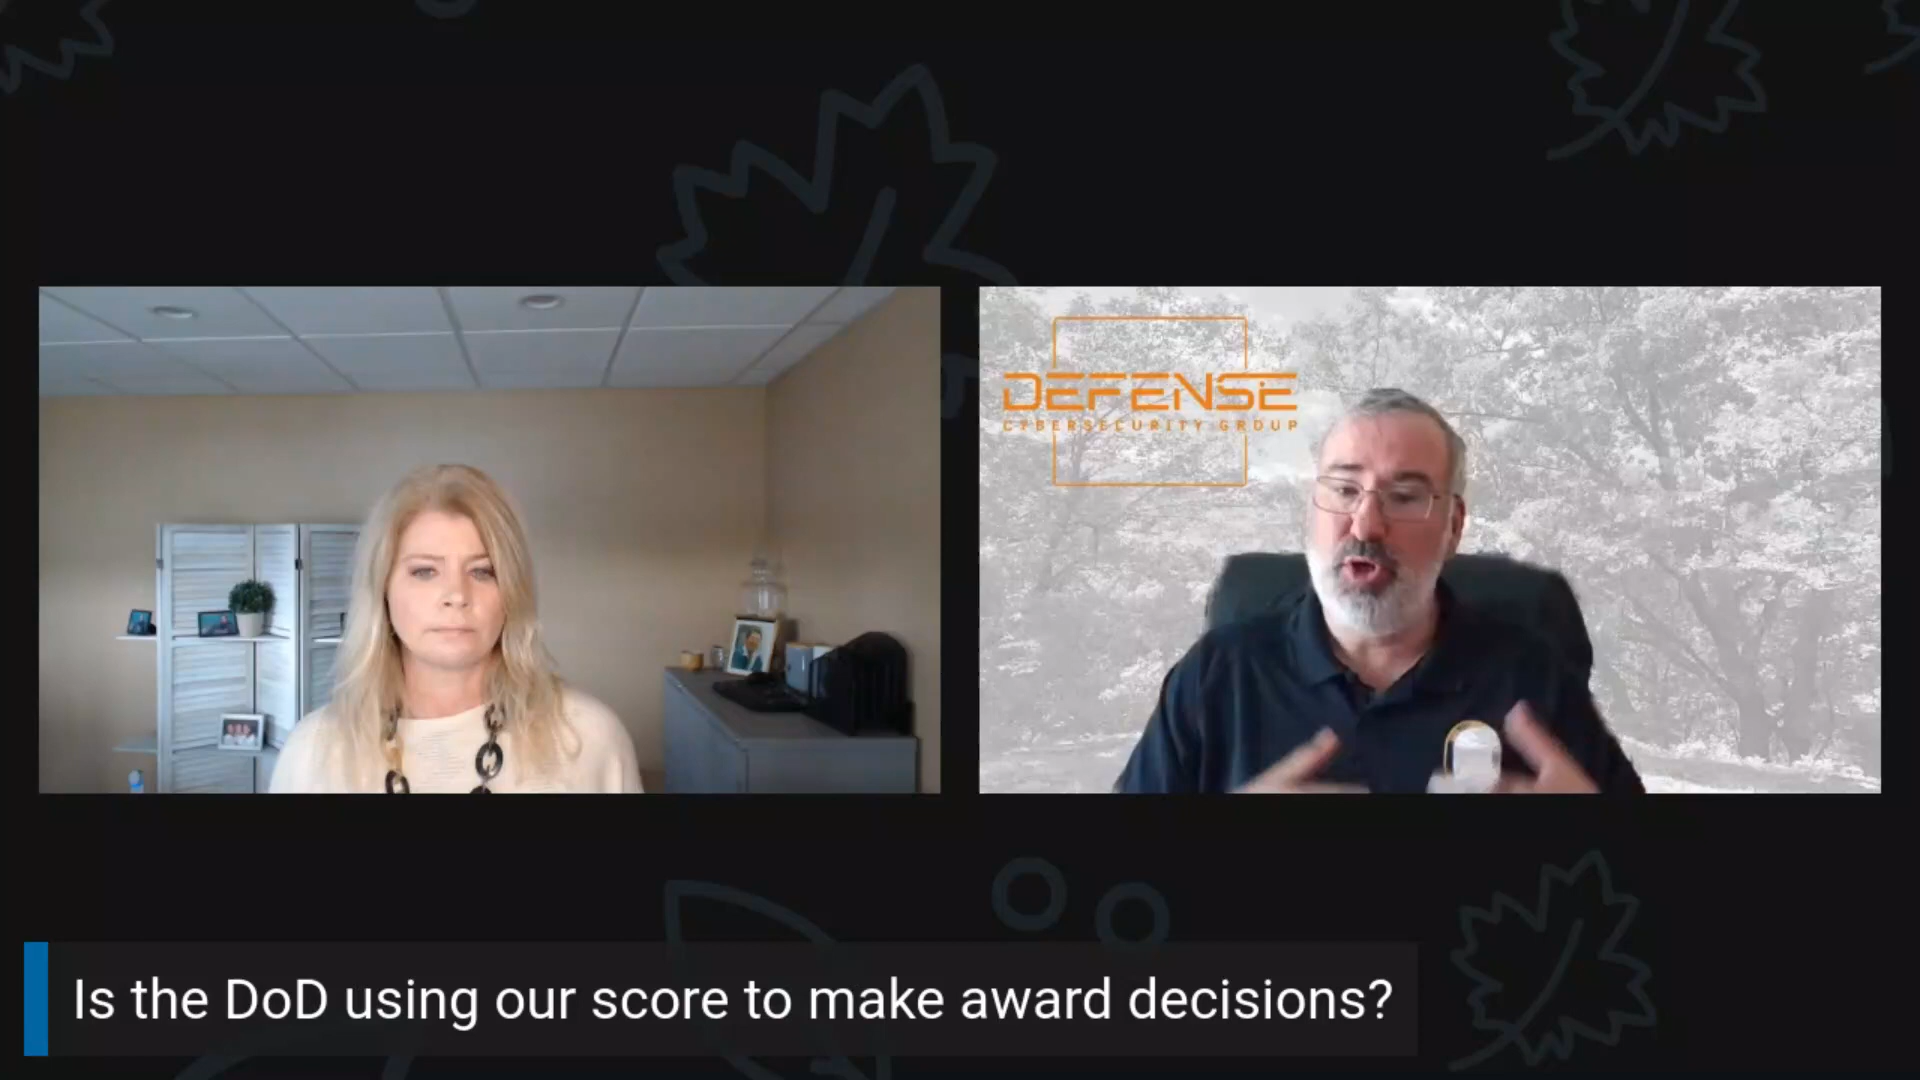 DEFENSE
CYBERSECURITY GROUP
Is the DoD using our score to make award decisions?